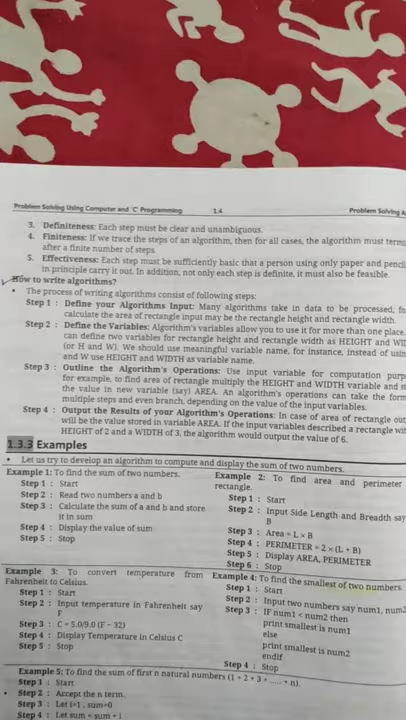 Problem Solving Using Computer and 'C' Programming 1.4 Problem Solving
3. Definiteness: Each step must be clear and unambiguous.
4. Finiteness: If we trace the steps of an algorithm, then for all cases, the algorithm must
after a finite number of steps.
5. Effectiveness: Each step must be sufficiently basic that a person using only paper and pencil
in principle carry it out. In addition, not only each step is definite, it must also be feasible.
How to write algorithms?
• The process of writing algorithms consist of following steps:
Step 1 : Define your Algorithms Input: Many algorithms take in data to be processed,
calculate the area of rectangle input may be the rectangle height and rectangle width.
Step 2 : Define the Variables: Algorithm's variables allow you to use it for more than one place.
can define two variables for rectangle height and rectangle width as HEIGHT and
(or H and W). We should use meaningful variable name, for instance, instead of
and W use HEIGHT and WIDTH as variable name.
Step 3 : Outline the Algorithm's Operations: Use input variable for computation
for example, to find area of rectangle multiply the HEIGHT and WIDTH variable and
the value in new variable (say) AREA. An algorithm's operations can take the form
multiple steps and even branch, depending on the value of the input variables.
Step 4 : Output the Results of your Algorithm's Operations: In case of area of rectangle
will be the value stored in variable AREA. If the input variables described a rectangle
HEIGHT of 2 and a WIDTH of 3, the algorithm would output the value of 6.
1.3.3 Examples
• Let us try to develop an algorithm to compute and display the sum of two numbers.
Example 1: To find the sum of two numbers.
Step 1 : Start
Step 2 : Read two numbers a and b
Step 3 : Calculate the sum of a and b and store
it in sum
Step 4 : Display the value of sum
Step 5 : Stop
Example 2: To find area and perimeter
rectangle.
Step 1 : Start
Step 2 : Input Side Length and Breadth say
B
Step 3 : Area = L × B
Step 4 : PERIMETER = 2 × (L + B)
Step 5 : Display AREA, PERIMETER
Step 6 : Stop
Example 3: To convert temperature from
Fahrenheit to Celsius.
Step 1 : Start
Step 2 : Input temperature in Fahrenheit say
F
Step 3 : C = 5.0/9.0 (F − 32)
Step 4 : Display Temperature in Celsius C
Step 5 : Stop
Example 4: To find the smallest of two numbers.
Step 1 : Start
Step 2 : Input two numbers say num1, num2
Step 3 : IF num1 < num2 then
print smallest is num1
else
print smallest is num2
endif
Step 4 : Stop
Example 5: To find the sum of first n natural numbers (1 + 2 + 3 + ...... + n).
Step 1 : Start
• Step 2 : Accept the n term.
Step 3 : Let i=1, sum=0
Step 4 : Let sum = sum + i